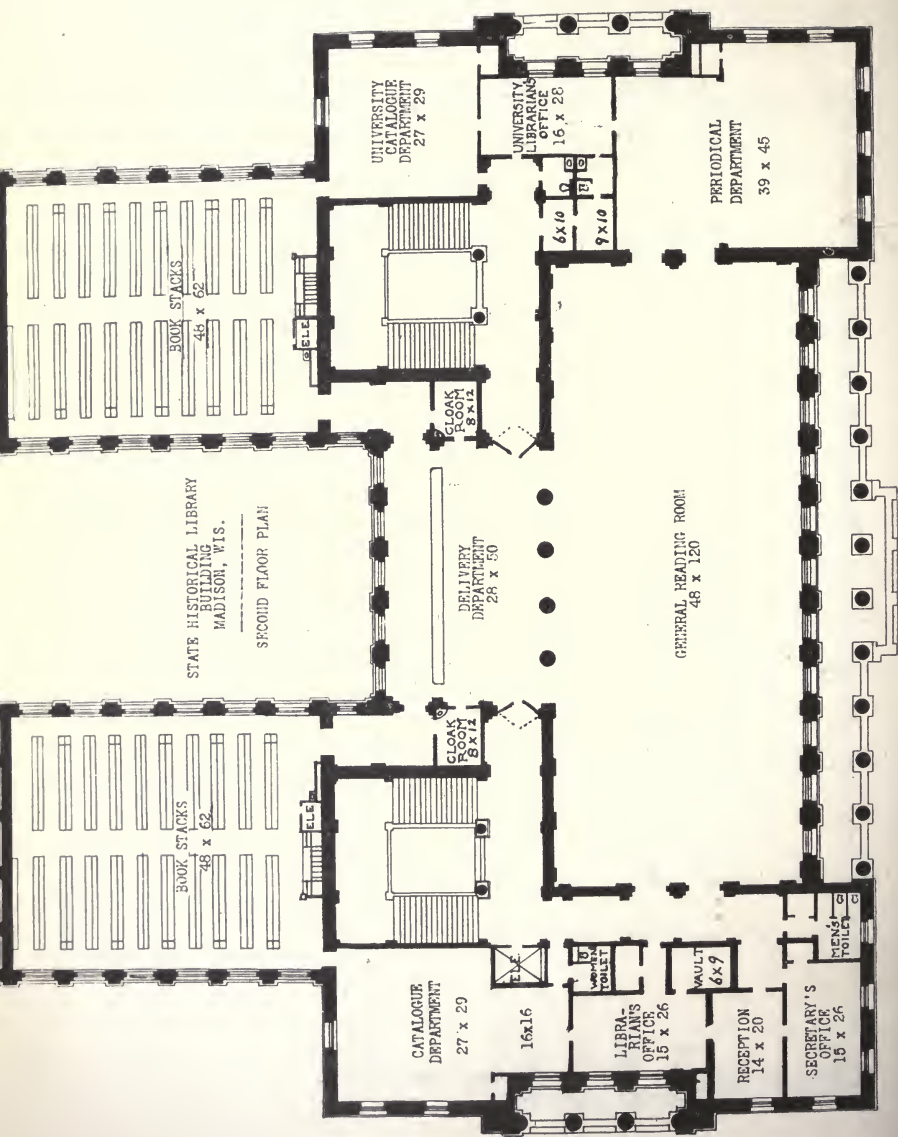 STATE HISTORICAL LIBRARY
BUILDING
MADISON, WIS.
SECOND FLOOR PLAN
BOOK STACKS
48 x 62
ELE
BOOK STACKS
48 x 62
ELE
CATALOGUE
DEPARTMENT
27 x 29
16x16
ELE
WOMEN
TOILET
LIBRA-
RIAN'S
OFFICE
15 x 26
VAULT
6x9
RECEPTION
14 x 20
SECRETARY'S
OFFICE
15 x 26
MEN'S
TOILET
CLOAK
ROOM
8x12
DELIVERY
DEPARTMENT
28 x 50
CLOAK
ROOM
8x12
GENERAL READING ROOM
48 x 120
UNIVERSITY
CATALOGUE
DEPARTMENT
27 x 29
UNIVERSITY
LIBRARIANS
OFFICE
16 x 28
6x10
9x10
PERIODICAL
DEPARTMENT
39 x 45